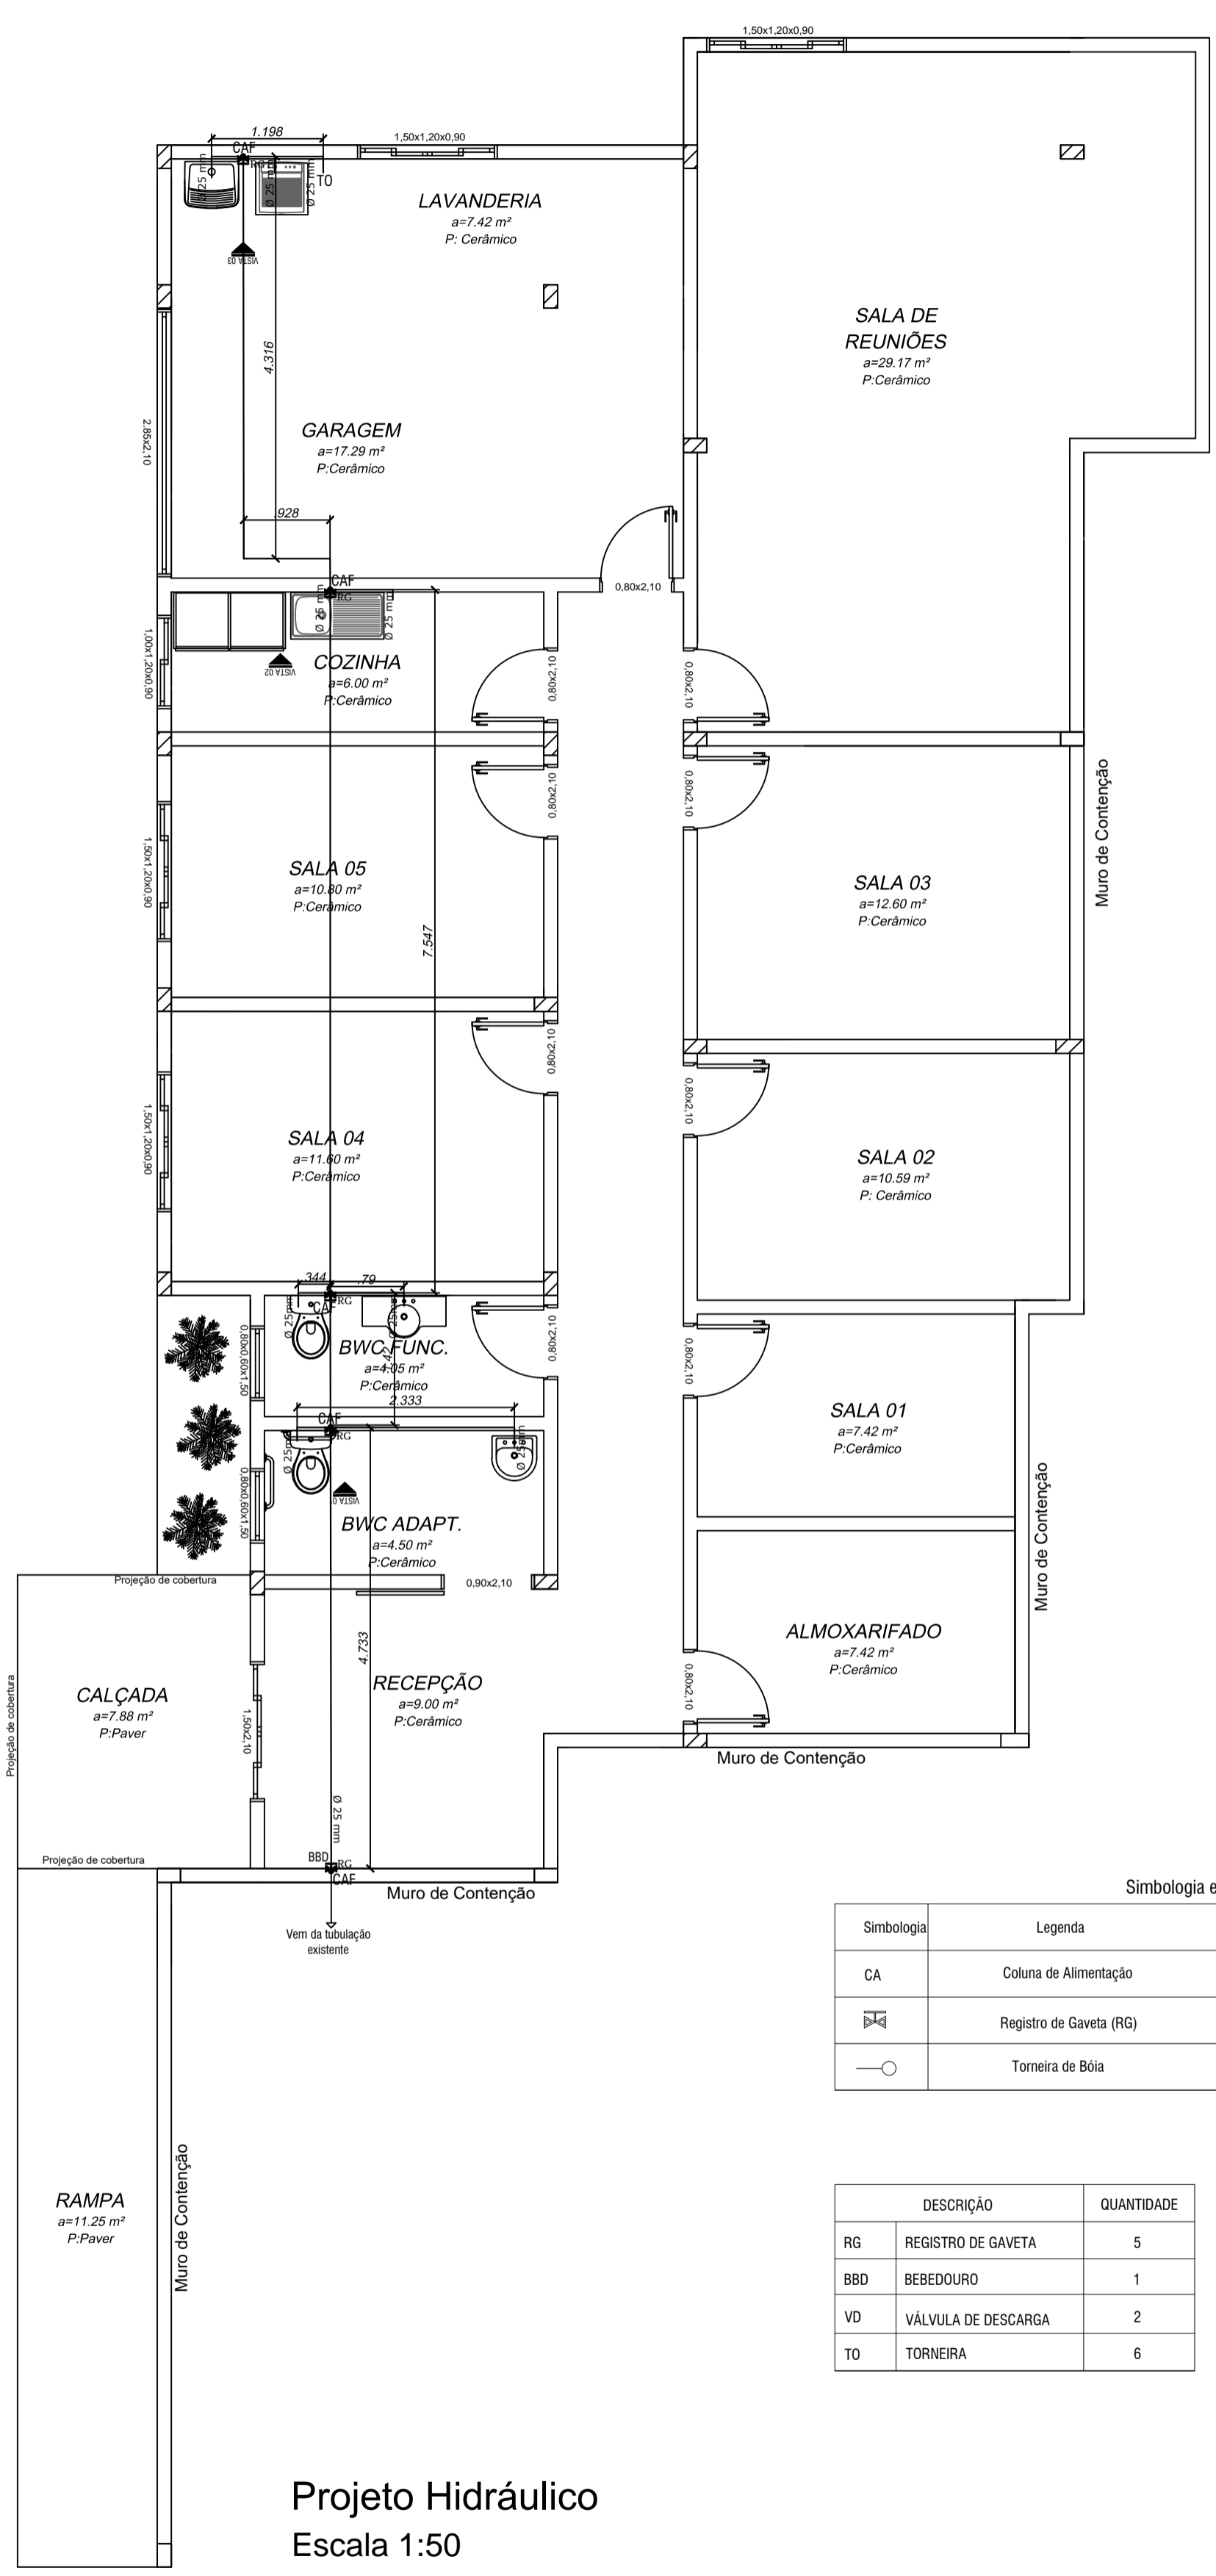 1,50x1,20x0,90
1.198
CAF
RG
1,50x1,20x0,90
Ø 25 mm
Ø 25 mm
Ø 25 mm
TO
LAVANDERIA
a=7.42 m²
P: Cerâmico
VISTA 03
SALA DE
REUNIÕES
a=29.17 m²
P:Cerâmico
4.316
GARAGEM
a=17.29 m²
P:Cerâmico
2.85x2,10
.928
CAF
RG
0,80x2,10
Ø 25 mm
Ø 25 mm
1,00x1,20x0,90
VISTA 02
COZINHA
a=6.00 m²
P:Cerâmico
0,80x2,10
0,80x2,10
0,80x2,10
0,80x2,10
Muro de Contenção
1,50x1,20x0,90
SALA 05
a=10.80 m²
P:Cerâmico
7.547
SALA 03
a=12.60 m²
P:Cerâmico
0,80x2,10
0,80x2,10
1,50x1,20x0,90
SALA 04
a=11.60 m²
P:Cerâmico
SALA 02
a=10.59 m²
P: Cerâmico
.344
.79
RG
CAF
Ø 25mm
0,80x0,60x1,50
BWC FUNC.
a=4.05 m²
P:Cerâmico
0,80x2,10
0,80x2,10
2.333
CAF
RG
Ø 25mm
Ø 25mm
SALA 01
a=7.42 m²
P:Cerâmico
0,80x0,60x1,50
BWC ADAPT.
a=4.50 m²
P:Cerâmico
Muro de Contenção
Projeção de cobertura
0,90x2,10
4.733
ALMOXARIFADO
a=7.42 m²
P:Cerâmico
0,80x2,10
Projeção de cobertura
CALÇADA
a=7.88 m²
P:Paver
1,50x2,10
RECEPÇÃO
a=9.00 m²
P:Cerâmico
Muro de Contenção
Ø 25 mm
Projeção de cobertura
BBD
RG
CAF
Muro de Contenção
Vem da tubulação
existente
Simbologia e
Simbologia Legenda
CA Coluna de Alimentação
Registro de Gaveta (RG)
Torneira de Bóia
Muro de Contenção
RAMPA
a=11.25 m²
P:Paver
DESCRIÇÃO QUANTIDADE
RG REGISTRO DE GAVETA 5
BBD BEBEDOURO 1
VD VÁLVULA DE DESCARGA 2
TO TORNEIRA 6
Projeto Hidráulico
Escala 1:50